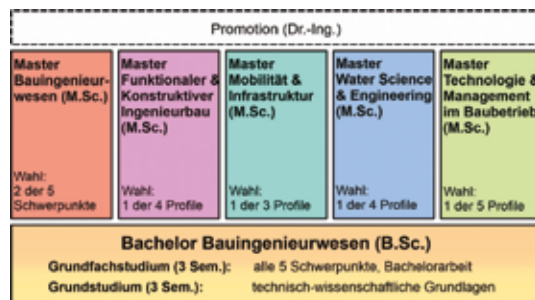 Promotion (Dr.-Ing.)
Master
Bauingenieur-
wesen (M.Sc.)
Wahl:
2 der 5
Schwerpunkte
Master
Funktionaler &
Konstruktiver
Ingenieurbau
(M.Sc.)
Wahl:
1 der 4 Profile
Master
Mobilität &
Infrastruktur
(M.Sc.)
Wahl:
1 der 3 Profile
Master
Water Science
& Engineering
(M.Sc.)
Wahl:
1 der 4 Profile
Master
Technologie &
Management
im Baubetrieb
(M.Sc.)
Wahl:
1 der 5 Profile
Bachelor Bauingenieurwesen (B.Sc.)
Grundfachstudium (3 Sem.): alle 5 Schwerpunkte, Bachelorarbeit
Grundstudium (3 Sem.): technisch-wissenschaftliche Grundlagen